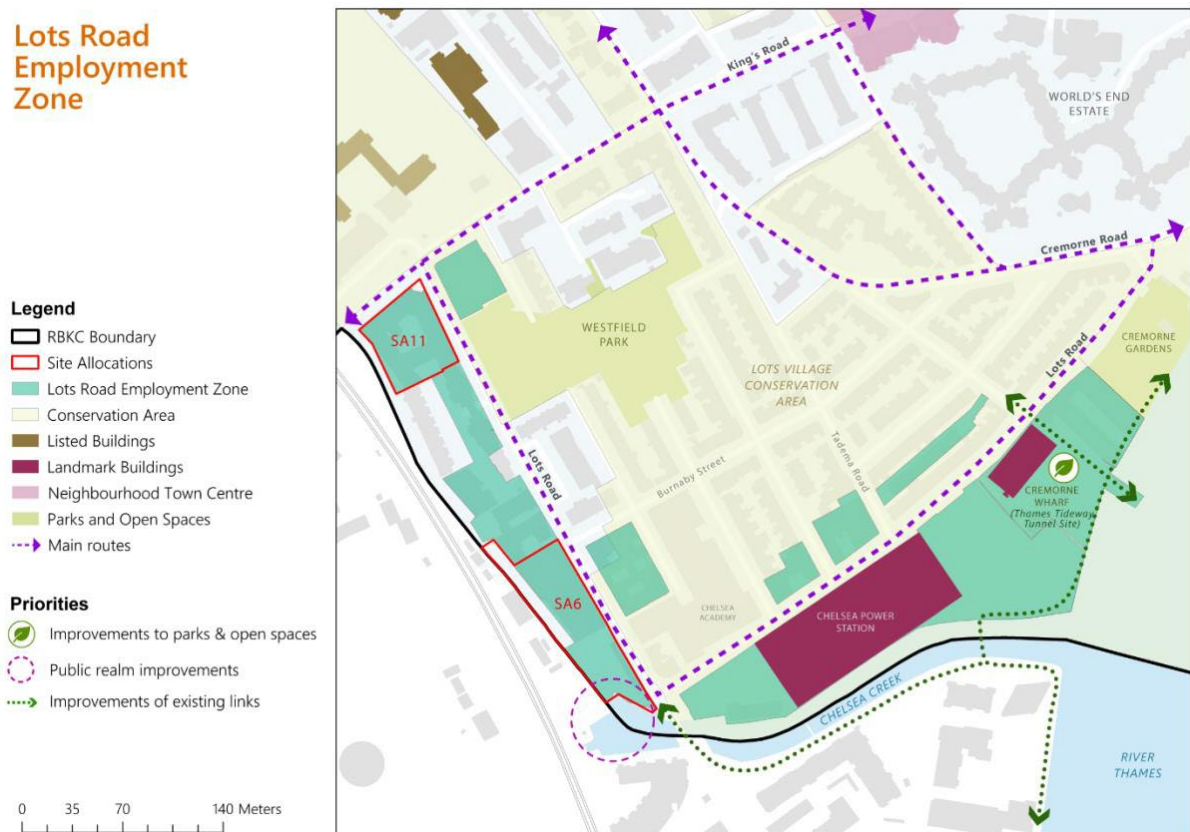 Lots Road
Employment
Zone
Legend
RBKC Boundary
Site Allocations
Lots Road Employment Zone
Conservation Area
Listed Buildings
Landmark Buildings
Neighbourhood Town Centre
Parks and Open Spaces
Main routes
Priorities
Improvements to parks & open spaces
Public realm improvements
Improvements of existing links
0 35 70 140 Meters
King's Road
WORLD'S END
ESTATE
Cremorne Road
SA11
WESTFIELD
PARK
CREMORNE
GARDENS
LOTS VILLAGE
CONSERVATION
AREA
Lots Road
Lots Road
Tadema Road
Burnaby Street
CREMORNE
WHARF
(Thames Tideway
Tunnel Site)
SA6
CHELSEA
ACADEMY
CHELSEA POWER
STATION
CHELSEA CREEK
RIVER
THAMES